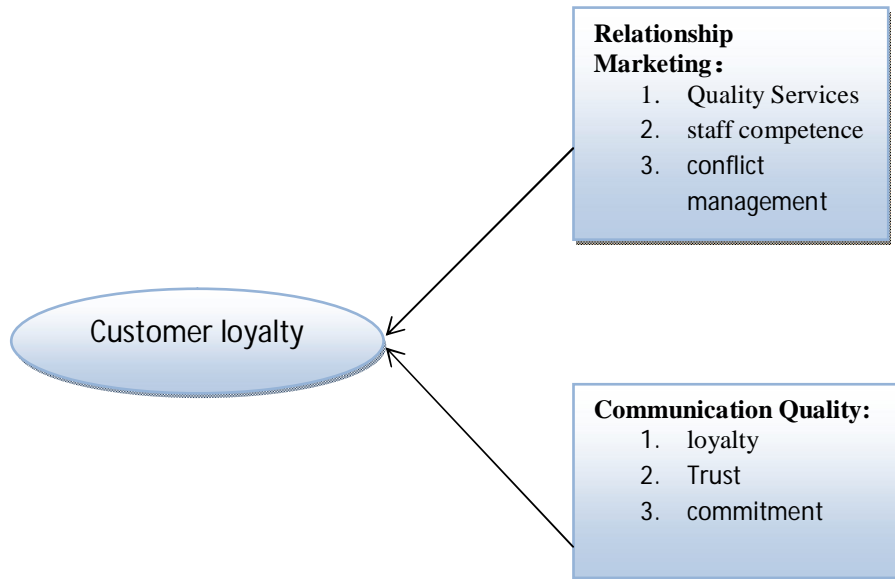 Relationship
Marketing：
1. Quality Services
2. staff competence
3. conflict
management
Customer loyalty
Communication Quality:
1. loyalty
2. Trust
3. commitment